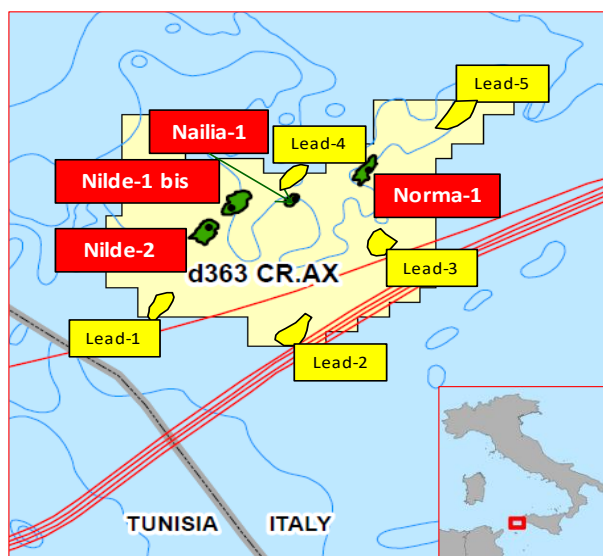 Lead-5
Nailia-1
Lead-4
Nilde-1 bis
Norma-1
Nilde-2
Lead-3
d363 CR.AX
Lead-1
Lead-2
TUNISIA
ITALY